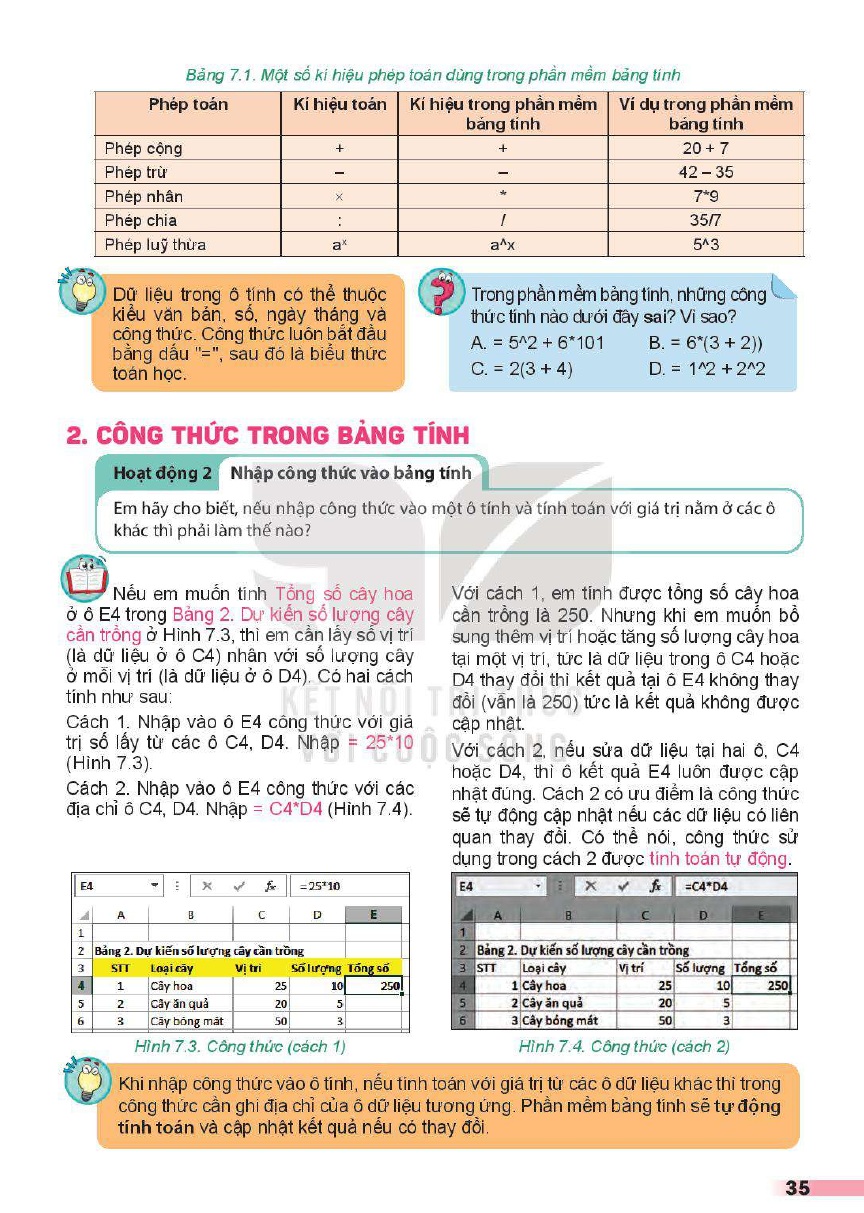 Bảng 7.1. Một số kí hiệu phép toán dùng trong phần mềm bảng tính
Phép toán Kí hiệu toán Kí hiệu trong phần mềm bảng tính Ví dụ trong phần mềm bảng tính
Phép cộng + + 20 + 7
Phép trừ – – 42 – 35
Phép nhân × * 7*9
Phép chia : / 35/7
Phép luỹ thừa aˣ a^x 5^3
Dữ liệu trong ô tính có thể thuộc
kiểu văn bản, số, ngày tháng và
công thức. Công thức luôn bắt đầu
bằng dấu "=", sau đó là biểu thức
toán học.
Trong phần mềm bảng tính, những công
thức tính nào dưới đây sai? Vì sao?
A. = 5^2 + 6*101 B. = 6*(3 + 2))
C. = 2(3 + 4) D. = 1^2 + 2^2
2. CÔNG THỨC TRONG BẢNG TÍNH
Hoạt động 2 Nhập công thức vào bảng tính
Em hãy cho biết, nếu nhập công thức vào một ô tính và tính toán với giá trị nằm ở các ô
khác thì phải làm thế nào?
Nếu em muốn tính Tổng số cây hoa
ở ô E4 trong Bảng 2. Dự kiến số lượng cây
cần trồng ở Hình 7.3, thì em cần lấy số vị trí
(là dữ liệu ở ô C4) nhân với số lượng cây
ở mỗi vị trí (là dữ liệu ở ô D4). Có hai cách
tính như sau:
Cách 1. Nhập vào ô E4 công thức với giá
trị số lấy từ các ô C4, D4. Nhập = 25*10
(Hình 7.3).
Cách 2. Nhập vào ô E4 công thức với các
địa chỉ ô C4, D4. Nhập = C4*D4 (Hình 7.4).
Với cách 1, em tính được tổng số cây hoa
cần trồng là 250. Nhưng khi em muốn bổ
sung thêm vị trí hoặc tăng số lượng cây hoa
tại một vị trí, tức là dữ liệu trong ô C4 hoặc
D4 thay đổi thì kết quả tại ô E4 không thay
đổi (vẫn là 250) tức là kết quả không được
cập nhật.
Với cách 2, nếu sửa dữ liệu tại hai ô, C4
hoặc D4, thì ô kết quả E4 luôn được cập
nhật đúng. Cách 2 có ưu điểm là công thức
sẽ tự động cập nhật nếu các dữ liệu có liên
quan thay đổi. Có thể nói, công thức sử
dụng trong cách 2 được tính toán tự động.
KẾT NỐI TRI THỨC
VỚI CUỘC SỐNG
E4 fx =25*10
A B C D E
1
2 Bảng 2. Dự kiến số lượng cây cần trồng
3 STT Loại cây Vị trí Số lượng Tổng số
4 1 Cây hoa 25 10 250
5 2 Cây ăn quả 20 5
6 3 Cây bóng mát 50 3
Hình 7.3. Công thức (cách 1)
E4 fx =C4*D4
A B C D E
1
2 Bảng 2. Dự kiến số lượng cây cần trồng
3 STT Loại cây Vị trí Số lượng Tổng số
4 1 Cây hoa 25 10 250
5 2 Cây ăn quả 20 5
6 3 Cây bóng mát 50 3
Hình 7.4. Công thức (cách 2)
Khi nhập công thức vào ô tính, nếu tính toán với giá trị từ các ô dữ liệu khác thì trong
công thức cần ghi địa chỉ của ô dữ liệu tương ứng. Phần mềm bảng tính sẽ tự động
tính toán và cập nhật kết quả nếu có thay đổi.
35